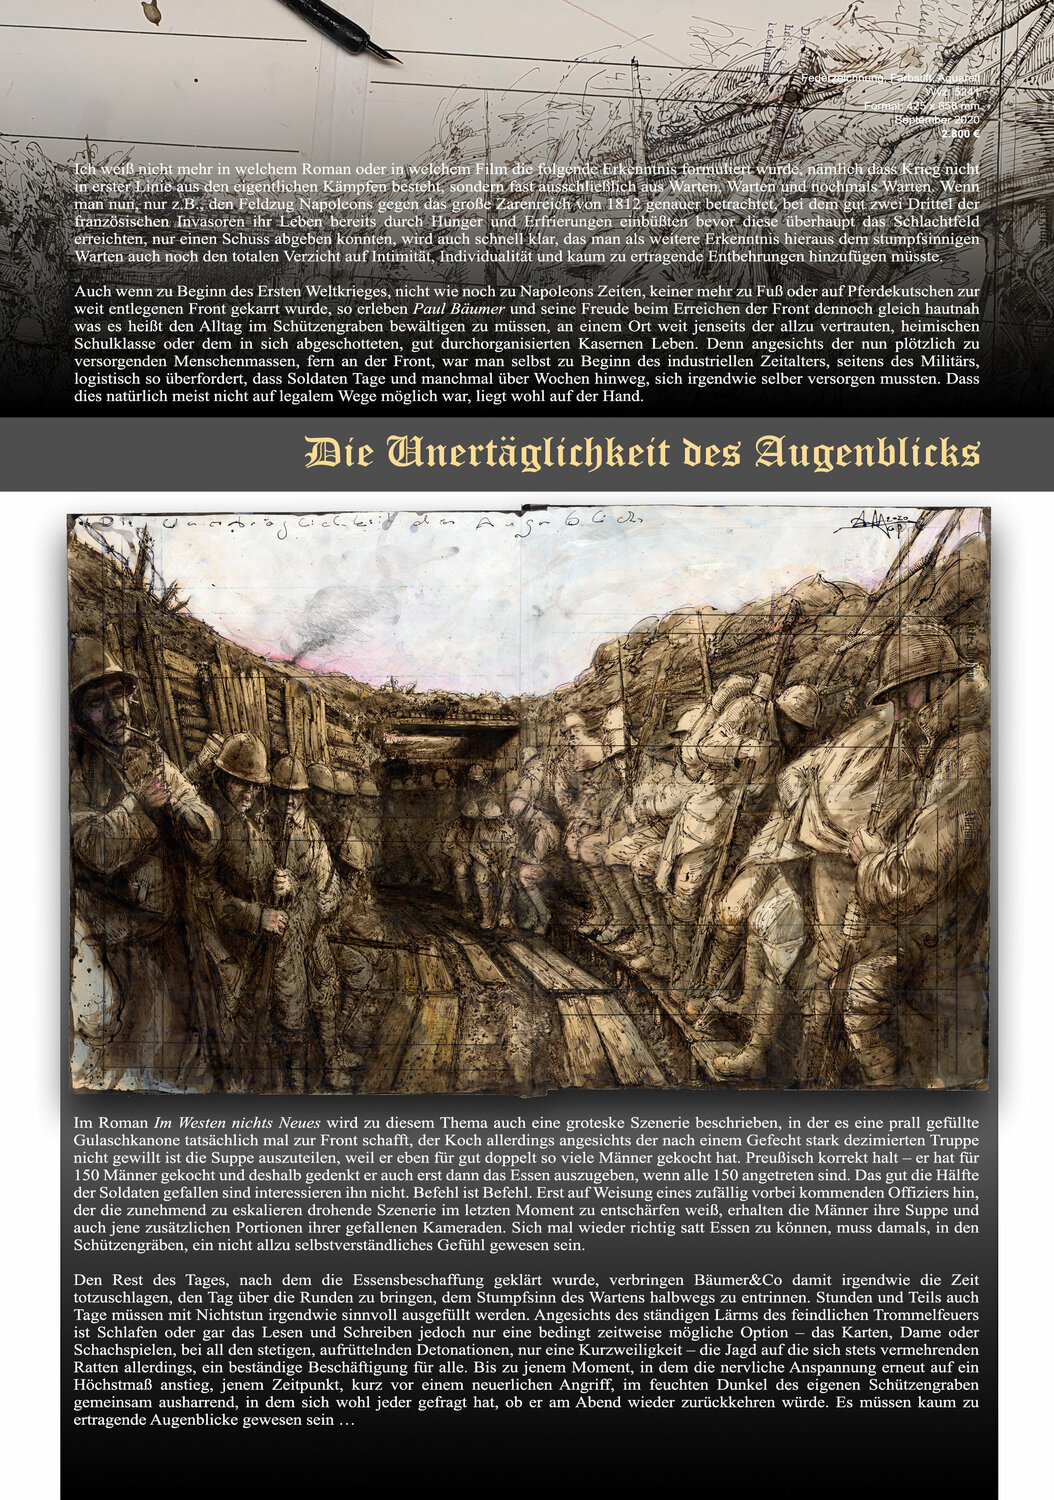 Federzeichnung, Farbstift, Aquarell
Format: 425 x 658 mm
September 2020
2.800 €
Ich weiß nicht mehr in welchem Roman oder in welchem Film die folgende Erkenntnis formuliert wurde, nämlich dass Krieg nicht
in erster Linie aus den eigentlichen Kämpfen besteht, sondern fast ausschließlich aus Warten, Warten und nochmals Warten. Wenn
man nun, nur z.B., den Feldzug Napoleons gegen das große Zarenreich von 1812 genauer betrachtet, bei dem gut zwei Drittel der
französischen Invasoren ihr Leben bereits durch Hunger und Erfrierungen einbüßten bevor diese überhaupt das Schlachtfeld
erreichten, nur einen Schuss abgeben konnten, wird auch schnell klar, das man als weitere Erkenntnis hieraus dem stumpfsinnigen
Warten auch noch den totalen Verzicht auf Intimität, Individualität und kaum zu ertragende Entbehrungen hinzufügen müsste.
Auch wenn zu Beginn des Ersten Weltkrieges, nicht wie noch zu Napoleons Zeiten, keiner mehr zu Fuß oder auf Pferdekutschen zur
weit entlegenen Front gekarrt wurde, so erleben Paul Bäumer und seine Freude beim Erreichen der Front dennoch gleich hautnah
was es heißt den Alltag im Schützengraben bewältigen zu müssen, an einem Ort weit jenseits der allzu vertrauten, heimischen
Schulklasse oder dem in sich abgeschotteten, gut durchorganisierten Kasernen Leben. Denn angesichts der nun plötzlich zu
versorgenden Menschenmassen, fern an der Front, war man selbst zu Beginn des industriellen Zeitalters, seitens des Militärs,
logistisch so überfordert, dass Soldaten Tage und manchmal über Wochen hinweg, sich irgendwie selber versorgen mussten. Dass
dies natürlich meist nicht auf legalem Wege möglich war, liegt wohl auf der Hand.
Die Unertäglichkeit des Augenblicks
Im Roman Im Westen nichts Neues wird zu diesem Thema auch eine groteske Szenerie beschrieben, in der es eine prall gefüllte
Gulaschkanone tatsächlich mal zur Front schafft, der Koch allerdings angesichts der nach einem Gefecht stark dezimierten Truppe
nicht gewillt ist die Suppe auszuteilen, weil er eben für gut doppelt so viele Männer gekocht hat. Preußisch korrekt halt – er hat für
150 Männer gekocht und deshalb gedenkt er auch erst dann das Essen auszugeben, wenn alle 150 angetreten sind. Das gut die Hälfte
der Soldaten gefallen sind interessieren ihn nicht. Befehl ist Befehl. Erst auf Weisung eines zufällig vorbei kommenden Offiziers hin,
der die zunehmend zu eskalieren drohende Szenerie im letzten Moment zu entschärfen weiß, erhalten die Männer ihre Suppe und
auch jene zusätzlichen Portionen ihrer gefallenen Kameraden. Sich mal wieder richtig satt Essen zu können, muss damals, in den
Schützengräben, ein nicht allzu selbstverständliches Gefühl gewesen sein.
Den Rest des Tages, nach dem die Essensbeschaffung geklärt wurde, verbringen Bäumer&Co damit irgendwie die Zeit
totzuschlagen, den Tag über die Runden zu bringen, dem Stumpfsinn des Wartens halbwegs zu entrinnen. Stunden und Teils auch
Tage müssen mit Nichtstun irgendwie sinnvoll ausgefüllt werden. Angesichts des ständigen Lärms des feindlichen Trommelfeuers
ist Schlafen oder gar das Lesen und Schreiben jedoch nur eine bedingt zeitweise mögliche Option – das Karten, Dame oder
Schachspielen, bei all den stetigen, aufrüttelnden Detonationen, nur eine Kurzweiligkeit – die Jagd auf die sich stets vermehrenden
Ratten allerdings, ein beständige Beschäftigung für alle. Bis zu jenem Moment, in dem die nervliche Anspannung erneut auf ein
Höchstmaß anstieg, jenem Zeitpunkt, kurz vor einem neuerlichen Angriff, im feuchten Dunkel des eigenen Schützengraben
gemeinsam ausharrend, in dem sich wohl jeder gefragt hat, ob er am Abend wieder zurückkehren würde. Es müssen kaum zu
ertragende Augenblicke gewesen sein …